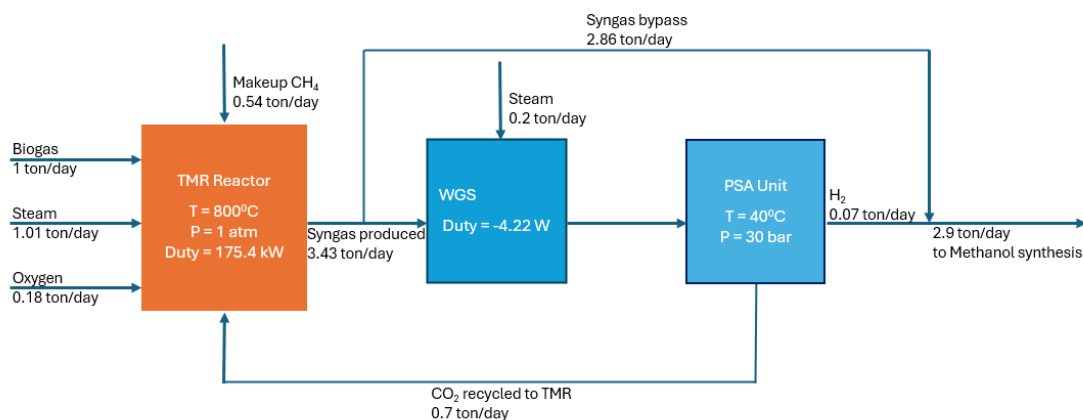 Syngas bypass
2.86 ton/day
Makeup CH₄
0.54 ton/day
Steam
0.2 ton/day
Biogas
1 ton/day
TMR Reactor
T = 800⁰C
P = 1 atm
Duty = 175.4 kW
Steam
1.01 ton/day
Oxygen
0.18 ton/day
Syngas produced
3.43 ton/day
WGS
Duty = -4.22 W
PSA Unit
T = 40⁰C
P = 30 bar
H₂
0.07 ton/day
2.9 ton/day
to Methanol synthesis
CO₂ recycled to TMR
0.7 ton/day